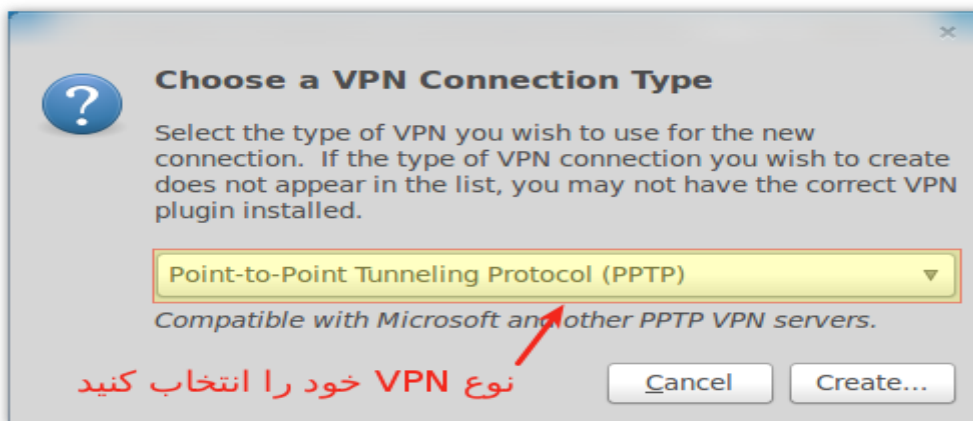 Choose a VPN Connection Type
Select the type of VPN you wish to use for the new
connection. If the type of VPN connection you wish to create
does not appear in the list, you may not have the correct VPN
plugin installed.
Point-to-Point Tunneling Protocol (PPTP)
Compatible with Microsoft and other PPTP VPN servers.
نوع VPN خود را انتخاب کنید
Cancel
Create...